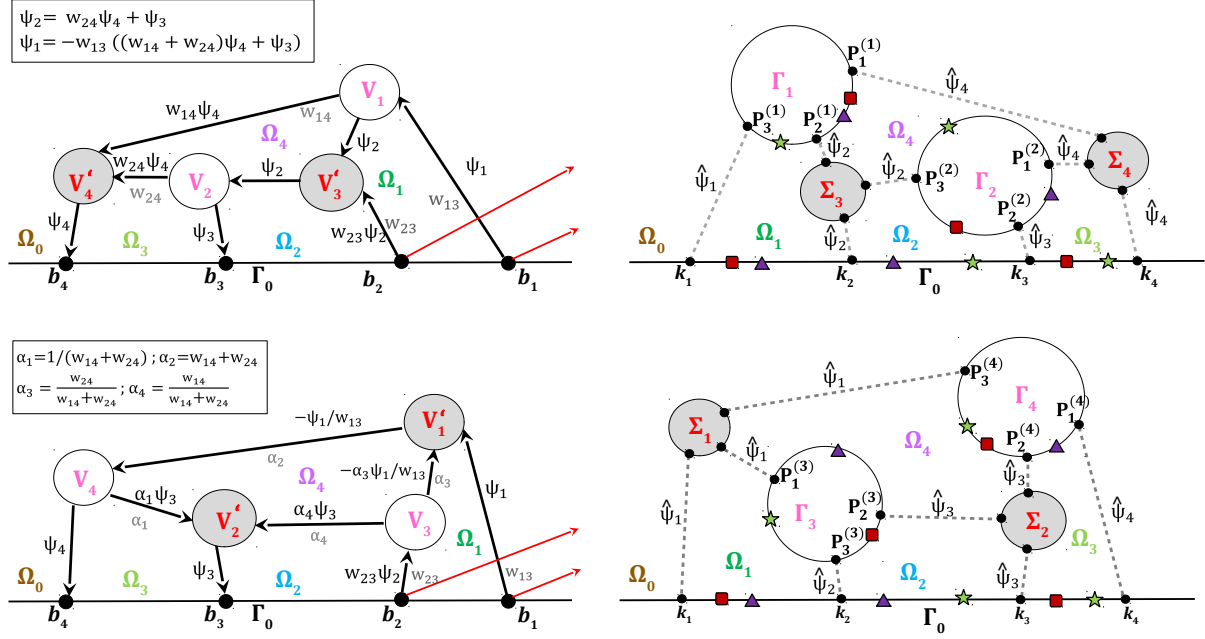 ψ₂= w₂₄ψ₄ + ψ₃
ψ₁= −w₁₃ ((w₁₄ + w₂₄)ψ₄ + ψ₃)
V₁
w₁₄ψ₄
w₁₄
Ω₄
ψ₂
ψ₁
w₂₄ψ₄
ψ₂
V₄‘
w₂₄
V₂
V₃‘
Ω₁
w₁₃
w₂₃
w₂₃ψ₂
ψ₄
ψ₃
Ω₀
Ω₃
Ω₂
b₄
b₃
Γ₀
b₂
b₁
Γ₁
P₁⁽¹⁾
ψ̂₄
P₃⁽¹⁾
P₂⁽¹⁾
Ω₄
ψ̂₂
ψ̂₁
ψ̂₂
P₁⁽²⁾
ψ̂₄
Σ₄
Σ₃
P₃⁽²⁾
Γ₂
P₂⁽²⁾
ψ̂₄
ψ̂₂
ψ̂₃
Ω₀
Ω₁
Ω₂
Ω₃
k₁
k₂
Γ₀
k₃
k₄
α₁=1/(w₁₄+w₂₄) ; α₂=w₁₄+w₂₄
α₃ = w₂₄/(w₁₄+w₂₄) ; α₄ = w₁₄/(w₁₄+w₂₄)
−ψ₁/w₁₃
V₁‘
α₂
V₄
Ω₄
−α₃ψ₁/w₁₃
α₃
ψ₁
α₁ψ₃
α₁
V₂‘
α₄ψ₃
α₄
V₃
Ω₁
ψ₄
ψ₃
w₂₃ψ₂
w₂₃
w₁₃
Ω₀
Ω₃
Ω₂
b₄
b₃
Γ₀
b₂
b₁
ψ̂₁
P₃⁽⁴⁾
Γ₄
P₁⁽⁴⁾
Σ₁
ψ̂₁
P₂⁽⁴⁾
Ω₄
P₁⁽³⁾
ψ̂₃
ψ̂₁
Γ₃
P₂⁽³⁾
ψ̂₃
Σ₂
ψ̂₄
P₃⁽³⁾
Ω₃
Ω₀
Ω₁
ψ̂₂
Ω₂
ψ̂₃
k₁
k₂
Γ₀
k₃
k₄